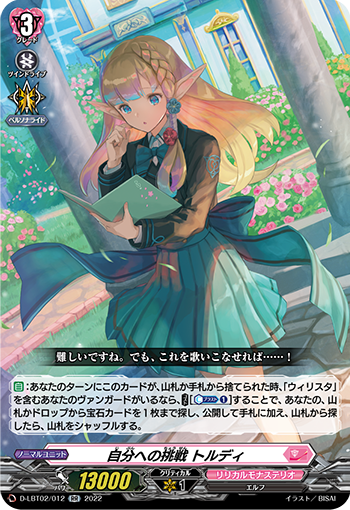 3
グレード
ツインドライブ
ペルソナライド
難しいですね。でも、これを歌いこなせれば……!
自:あなたのターンにこのカードが、山札か手札から捨てられた時、「ウィリスタ」
を含むあなたのヴァンガードがいるなら、【ブラスト1】することで、あなたの、山
札かドロップから宝石カードを1枚まで探し、公開して手札に加え、山札から探
したら、山札をシャッフルする。
ノーマルユニット
自分への挑戦 トルディ
パワー
13000
クリティカル
1
リリカルモナステリオ
エルフ
D-LBT02/012 RR 2022
イラスト/ BISAI